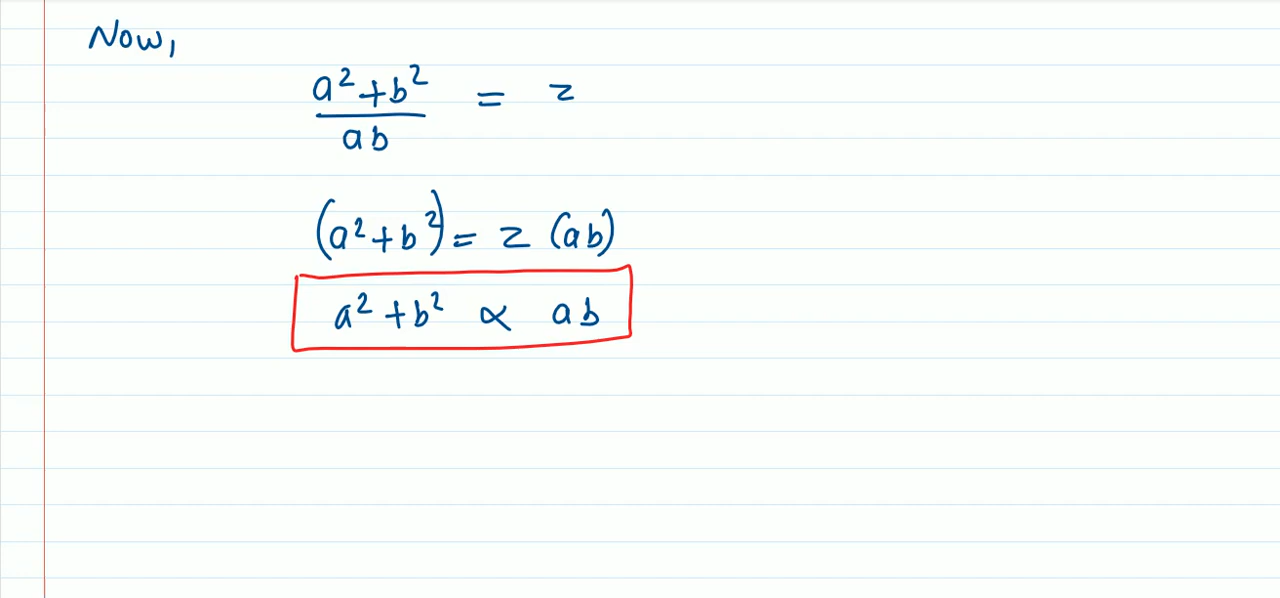 Now,
a²+b² / ab = z
(a²+b²) = z (ab)
a²+b² ∝ ab